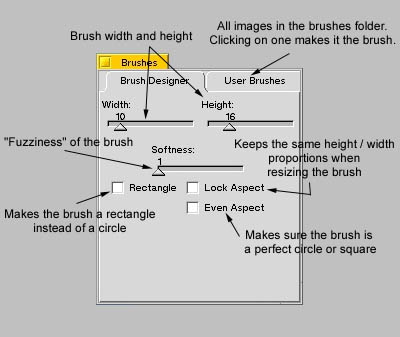 All images in the brushes folder.
Clicking on one makes it the brush.
Brush width and height
Brushes
Brush Designer
User Brushes
Width:
Height:
10
16
"Fuzziness" of the brush
Softness:
1
Keeps the same height / width
proportions when
resizing the brush
Rectangle
Lock Aspect
Makes the brush a rectangle
instead of a circle
Even Aspect
Makes sure the brush is
a perfect circle or square